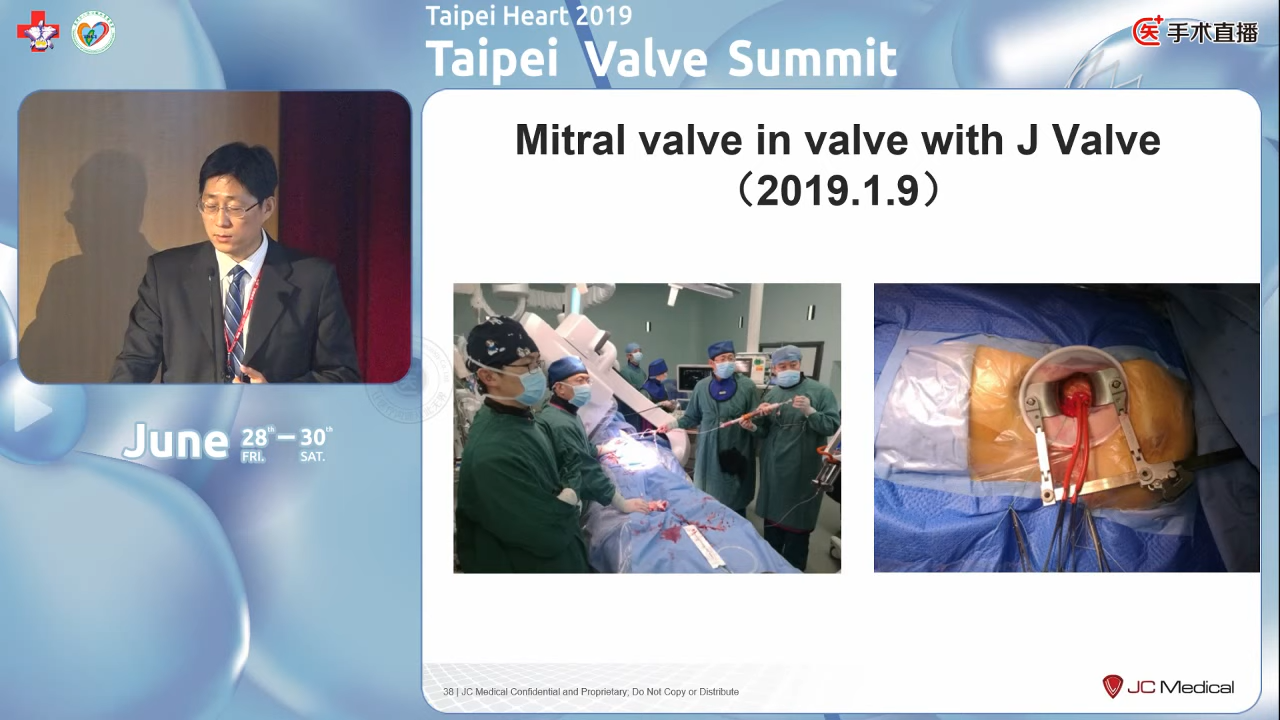 Taipei Heart 2019
Taipei Valve Summit
医 手术直播
Mitral valve in valve with J Valve
（2019.1.9）
June 28th – 30th
FRI. SAT.
38 | JC Medical Confidential and Proprietary; Do Not Copy or Distribute
JC Medical